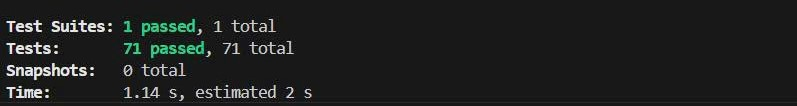 Test Suites: 1 passed, 1 total
Tests:       71 passed, 71 total
Snapshots:   0 total
Time:        1.14 s, estimated 2 s